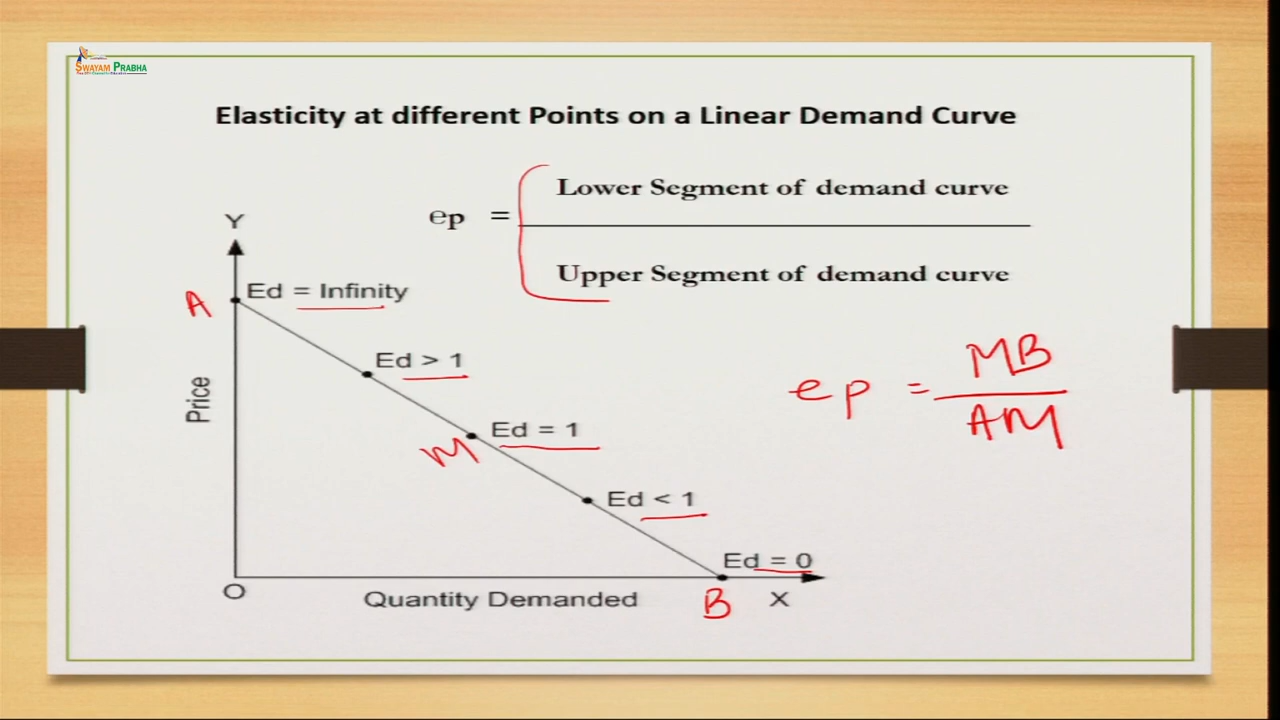 SWAYAM PRABHA
Elasticity at different Points on a Linear Demand Curve
ep = Lower Segment of demand curve
Upper Segment of demand curve
Y
A
Ed = Infinity
Ed > 1
Price
M
Ed = 1
ep = MB
AM
Ed < 1
Ed = 0
O
Quantity Demanded
B
X